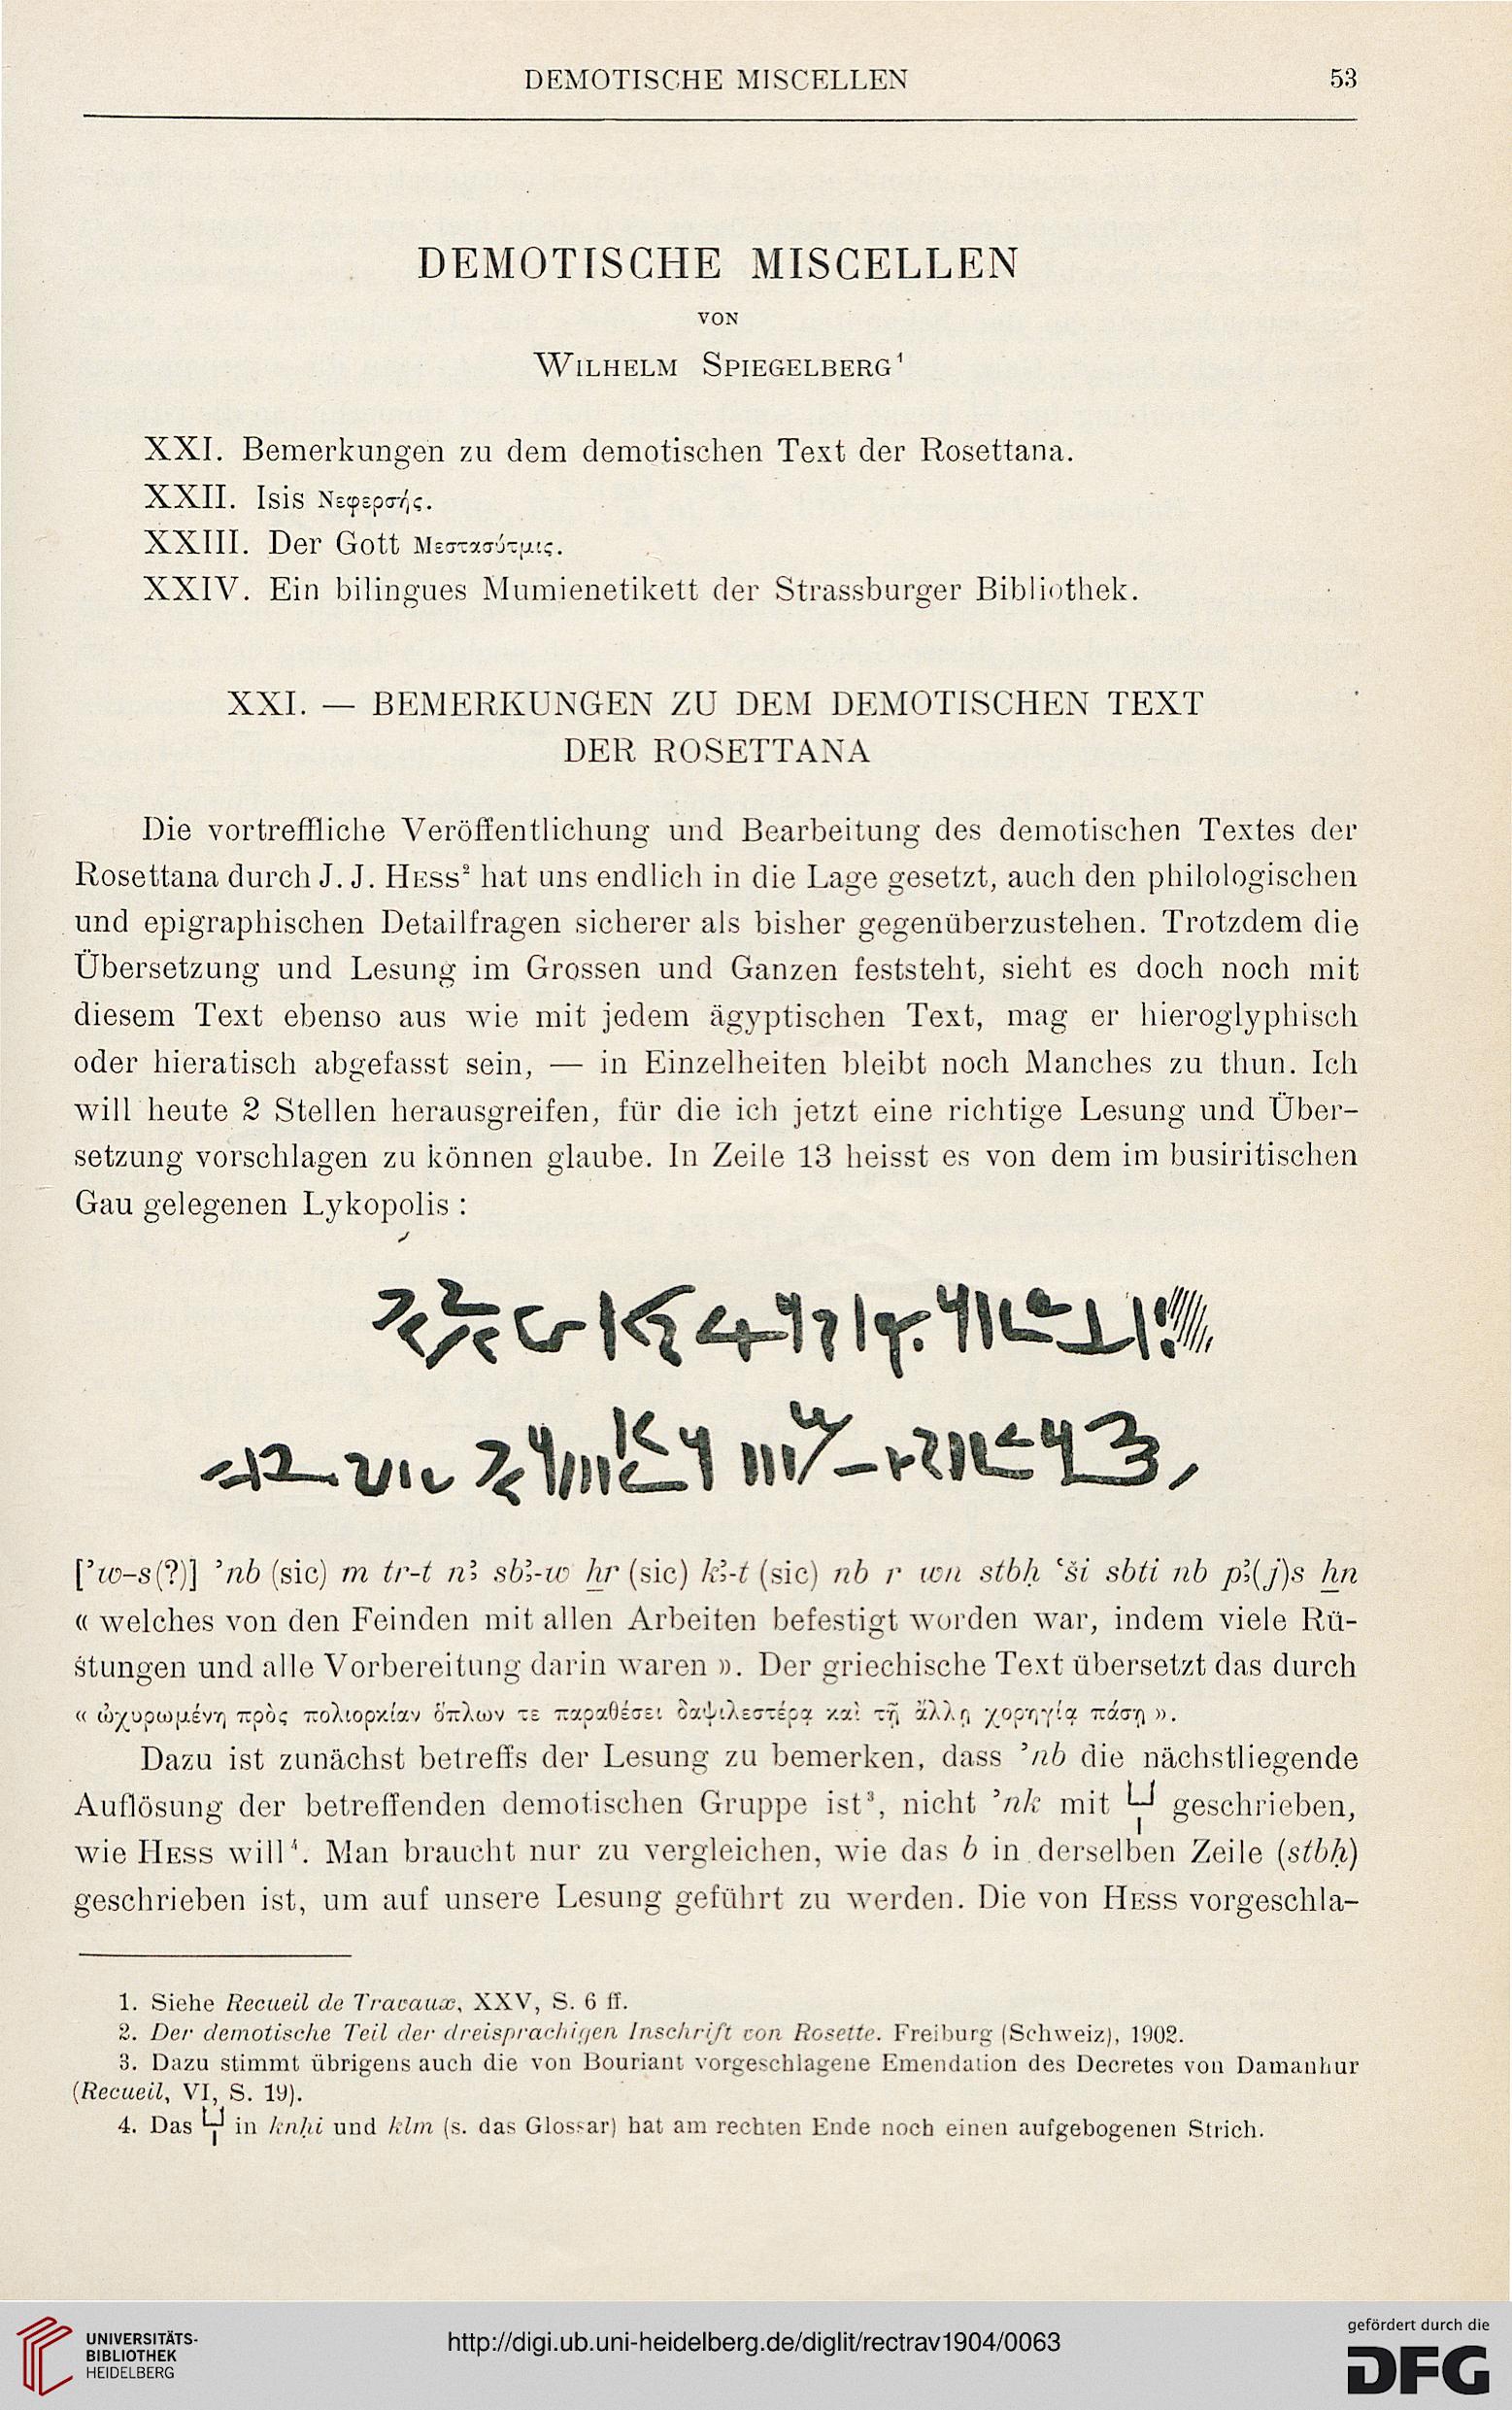 DEMOTISCHE MISCELLEN 53
DEMOTISCHE MISCELLEN
VON
WILHELM SPIEGELBERG¹
XXI. Bemerkungen zu dem demotischen Text der Rosettana.
XXII. Isis Νεφερσής.
XXIII. Der Gott Μεστασύτμις.
XXIV. Ein bilingues Mumienetikett der Strassburger Bibliothek.
XXI. — BEMERKUNGEN ZU DEM DEMOTISCHEN TEXT
DER ROSETTANA
Die vortreffliche Veröffentlichung und Bearbeitung des demotischen Textes der
Rosettana durch J. J. HESS² hat uns endlich in die Lage gesetzt, auch den philologischen
und epigraphischen Detailfragen sicherer als bisher gegenüberzustehen. Trotzdem die
Übersetzung und Lesung im Grossen und Ganzen feststeht, sieht es doch noch mit
diesem Text ebenso aus wie mit jedem ägyptischen Text, mag er hieroglyphisch
oder hieratisch abgefasst sein, — in Einzelheiten bleibt noch Manches zu thun. Ich
will heute 2 Stellen herausgreifen, für die ich jetzt eine richtige Lesung und Über-
setzung vorschlagen zu können glaube. In Zeile 13 heisst es von dem im busiritischen
Gau gelegenen Lykopolis :
[ʾw-s(?)] ʾnb (sic) m tr-t nꜣ sbꜣ-w ẖr (sic) kꜣ-t (sic) nb r wn stbḥ ʿši sbti nb pꜣ(j)s ẖn
« welches von den Feinden mit allen Arbeiten befestigt worden war, indem viele Rü-
stungen und alle Vorbereitung darin waren ». Der griechische Text übersetzt das durch
« ὠχυρωμένη πρὸς πολιορκίαν ὅπλων τε παραθέσει δαψιλεστέρᾳ καὶ τῇ ἄλλῃ χορηγίᾳ πάσῃ ».
Dazu ist zunächst betreffs der Lesung zu bemerken, dass ʾnb die nächstliegende
Auflösung der betreffenden demotischen Gruppe ist³, nicht ʾnk mit geschrieben,
wie HESS will⁴. Man braucht nur zu vergleichen, wie das b in derselben Zeile (stbḥ)
geschrieben ist, um auf unsere Lesung geführt zu werden. Die von HESS vorgeschla-
1. Siehe Recueil de Travaux, XXV, S. 6 ff.
2. Der demotische Teil der dreisprachigen Inschrift von Rosette. Freiburg (Schweiz), 1902.
3. Dazu stimmt übrigens auch die von Bouriant vorgeschlagene Emendation des Decretes von Damanhur
(Recueil, VI, S. 19).
4. Das in knḥi und klm (s. das Glossar) hat am rechten Ende noch einen aufgebogenen Strich.
UNIVERSITÄTS-
BIBLIOTHEK
HEIDELBERG
http://digi.ub.uni-heidelberg.de/diglit/rectrav1904/0063
gefördert durch die
DFG